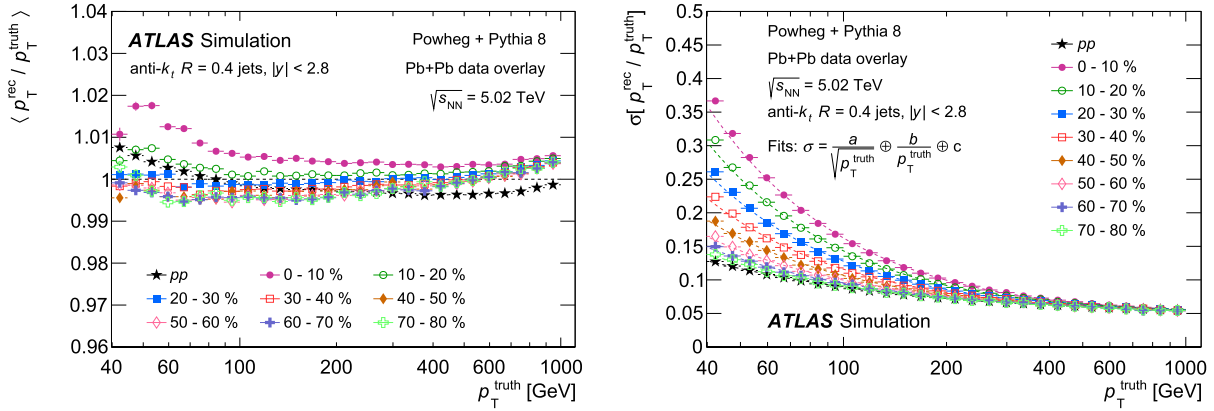 ⟨ p_T^rec / p_T^truth ⟩
1.04
1.03
1.02
1.01
1
0.99
0.98
0.97
0.96
ATLAS Simulation
anti-k_t R = 0.4 jets, |y| < 2.8
Powheg + Pythia 8
Pb+Pb data overlay
√s_NN = 5.02 TeV
pp
0 - 10 %
10 - 20 %
20 - 30 %
30 - 40 %
40 - 50 %
50 - 60 %
60 - 70 %
70 - 80 %
40 60 100 200 400 1000
p_T^truth [GeV]
σ[ p_T^rec / p_T^truth ]
0.5
0.45
0.4
0.35
0.3
0.25
0.2
0.15
0.1
0.05
0
Powheg + Pythia 8
Pb+Pb data overlay
√s_NN = 5.02 TeV
anti-k_t R = 0.4 jets, |y| < 2.8
Fits: σ = a/√p_T^truth ⊕ b/p_T^truth ⊕ c
pp
0 - 10 %
10 - 20 %
20 - 30 %
30 - 40 %
40 - 50 %
50 - 60 %
60 - 70 %
70 - 80 %
ATLAS Simulation
40 60 100 200 400 1000
p_T^truth [GeV]